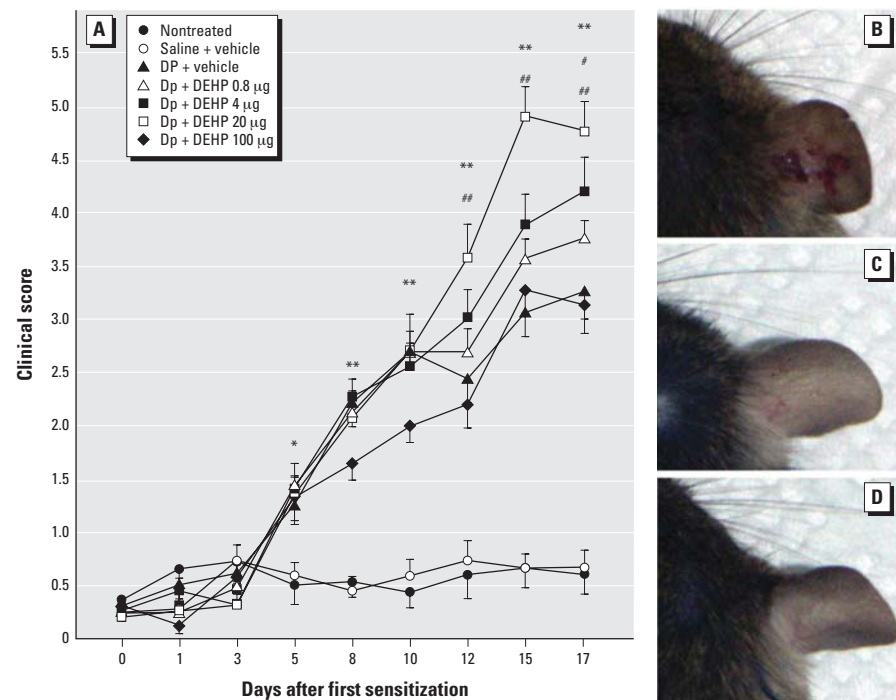 A
Nontreated
Saline + vehicle
DP + vehicle
Dp + DEHP 0.8 μg
Dp + DEHP 4 μg
Dp + DEHP 20 μg
Dp + DEHP 100 μg
Clinical score
5.5
5.0
4.5
4.0
3.5
3.0
2.5
2.0
1.5
1.0
0.5
0
*
**
**
**
##
**
##
**
#
##
0 1 3 5 8 10 12 15 17
Days after first sensitization
B
C
D